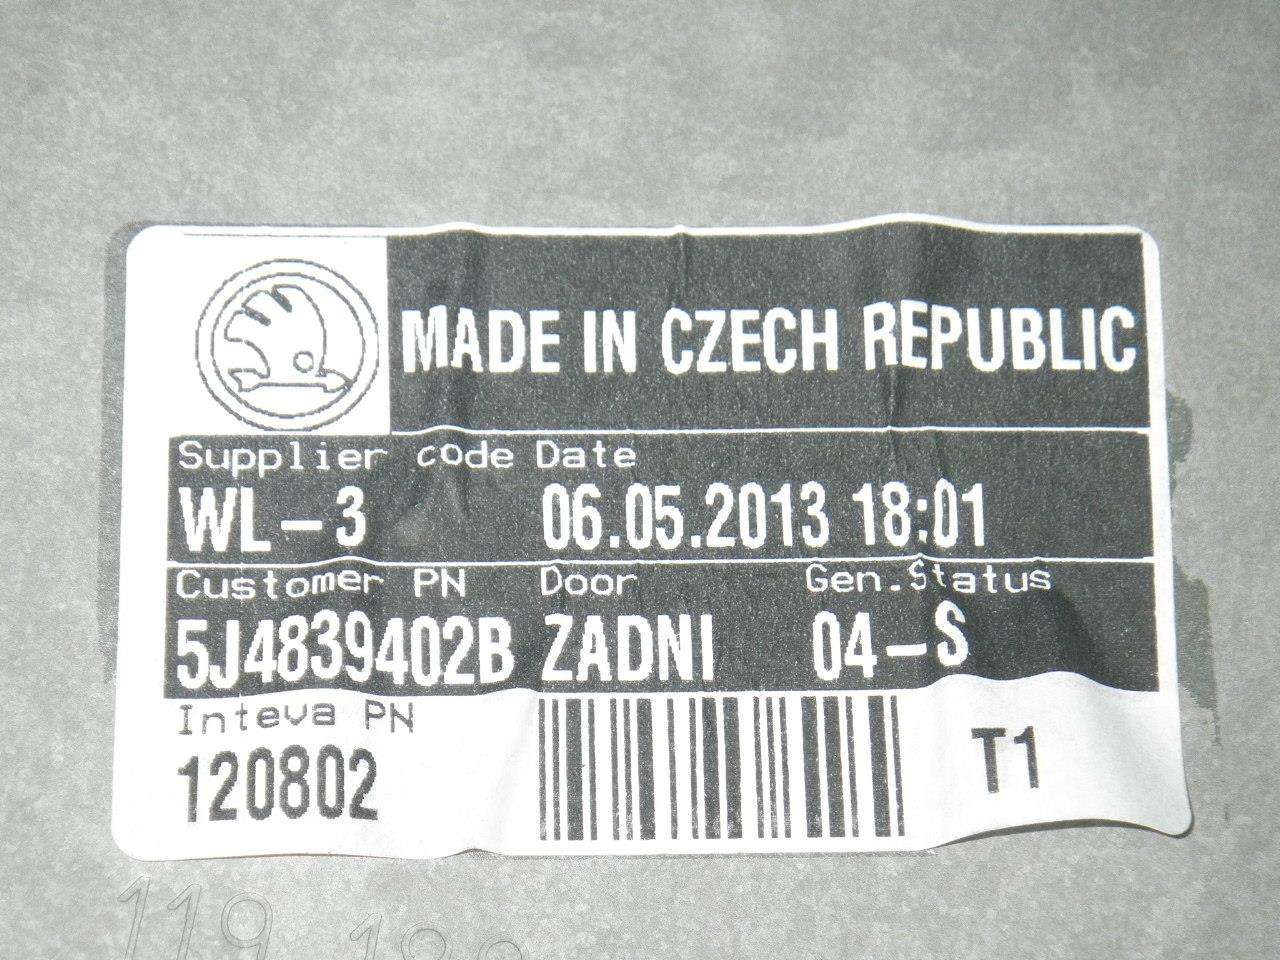 MADE IN CZECH REPUBLIC
Supplier code Date
WL-3 06.05.2013 18:01
Customer PN Door Gen.Status
5J4839402B ZADNI 04-S
Inteva PN
120802 T1
119